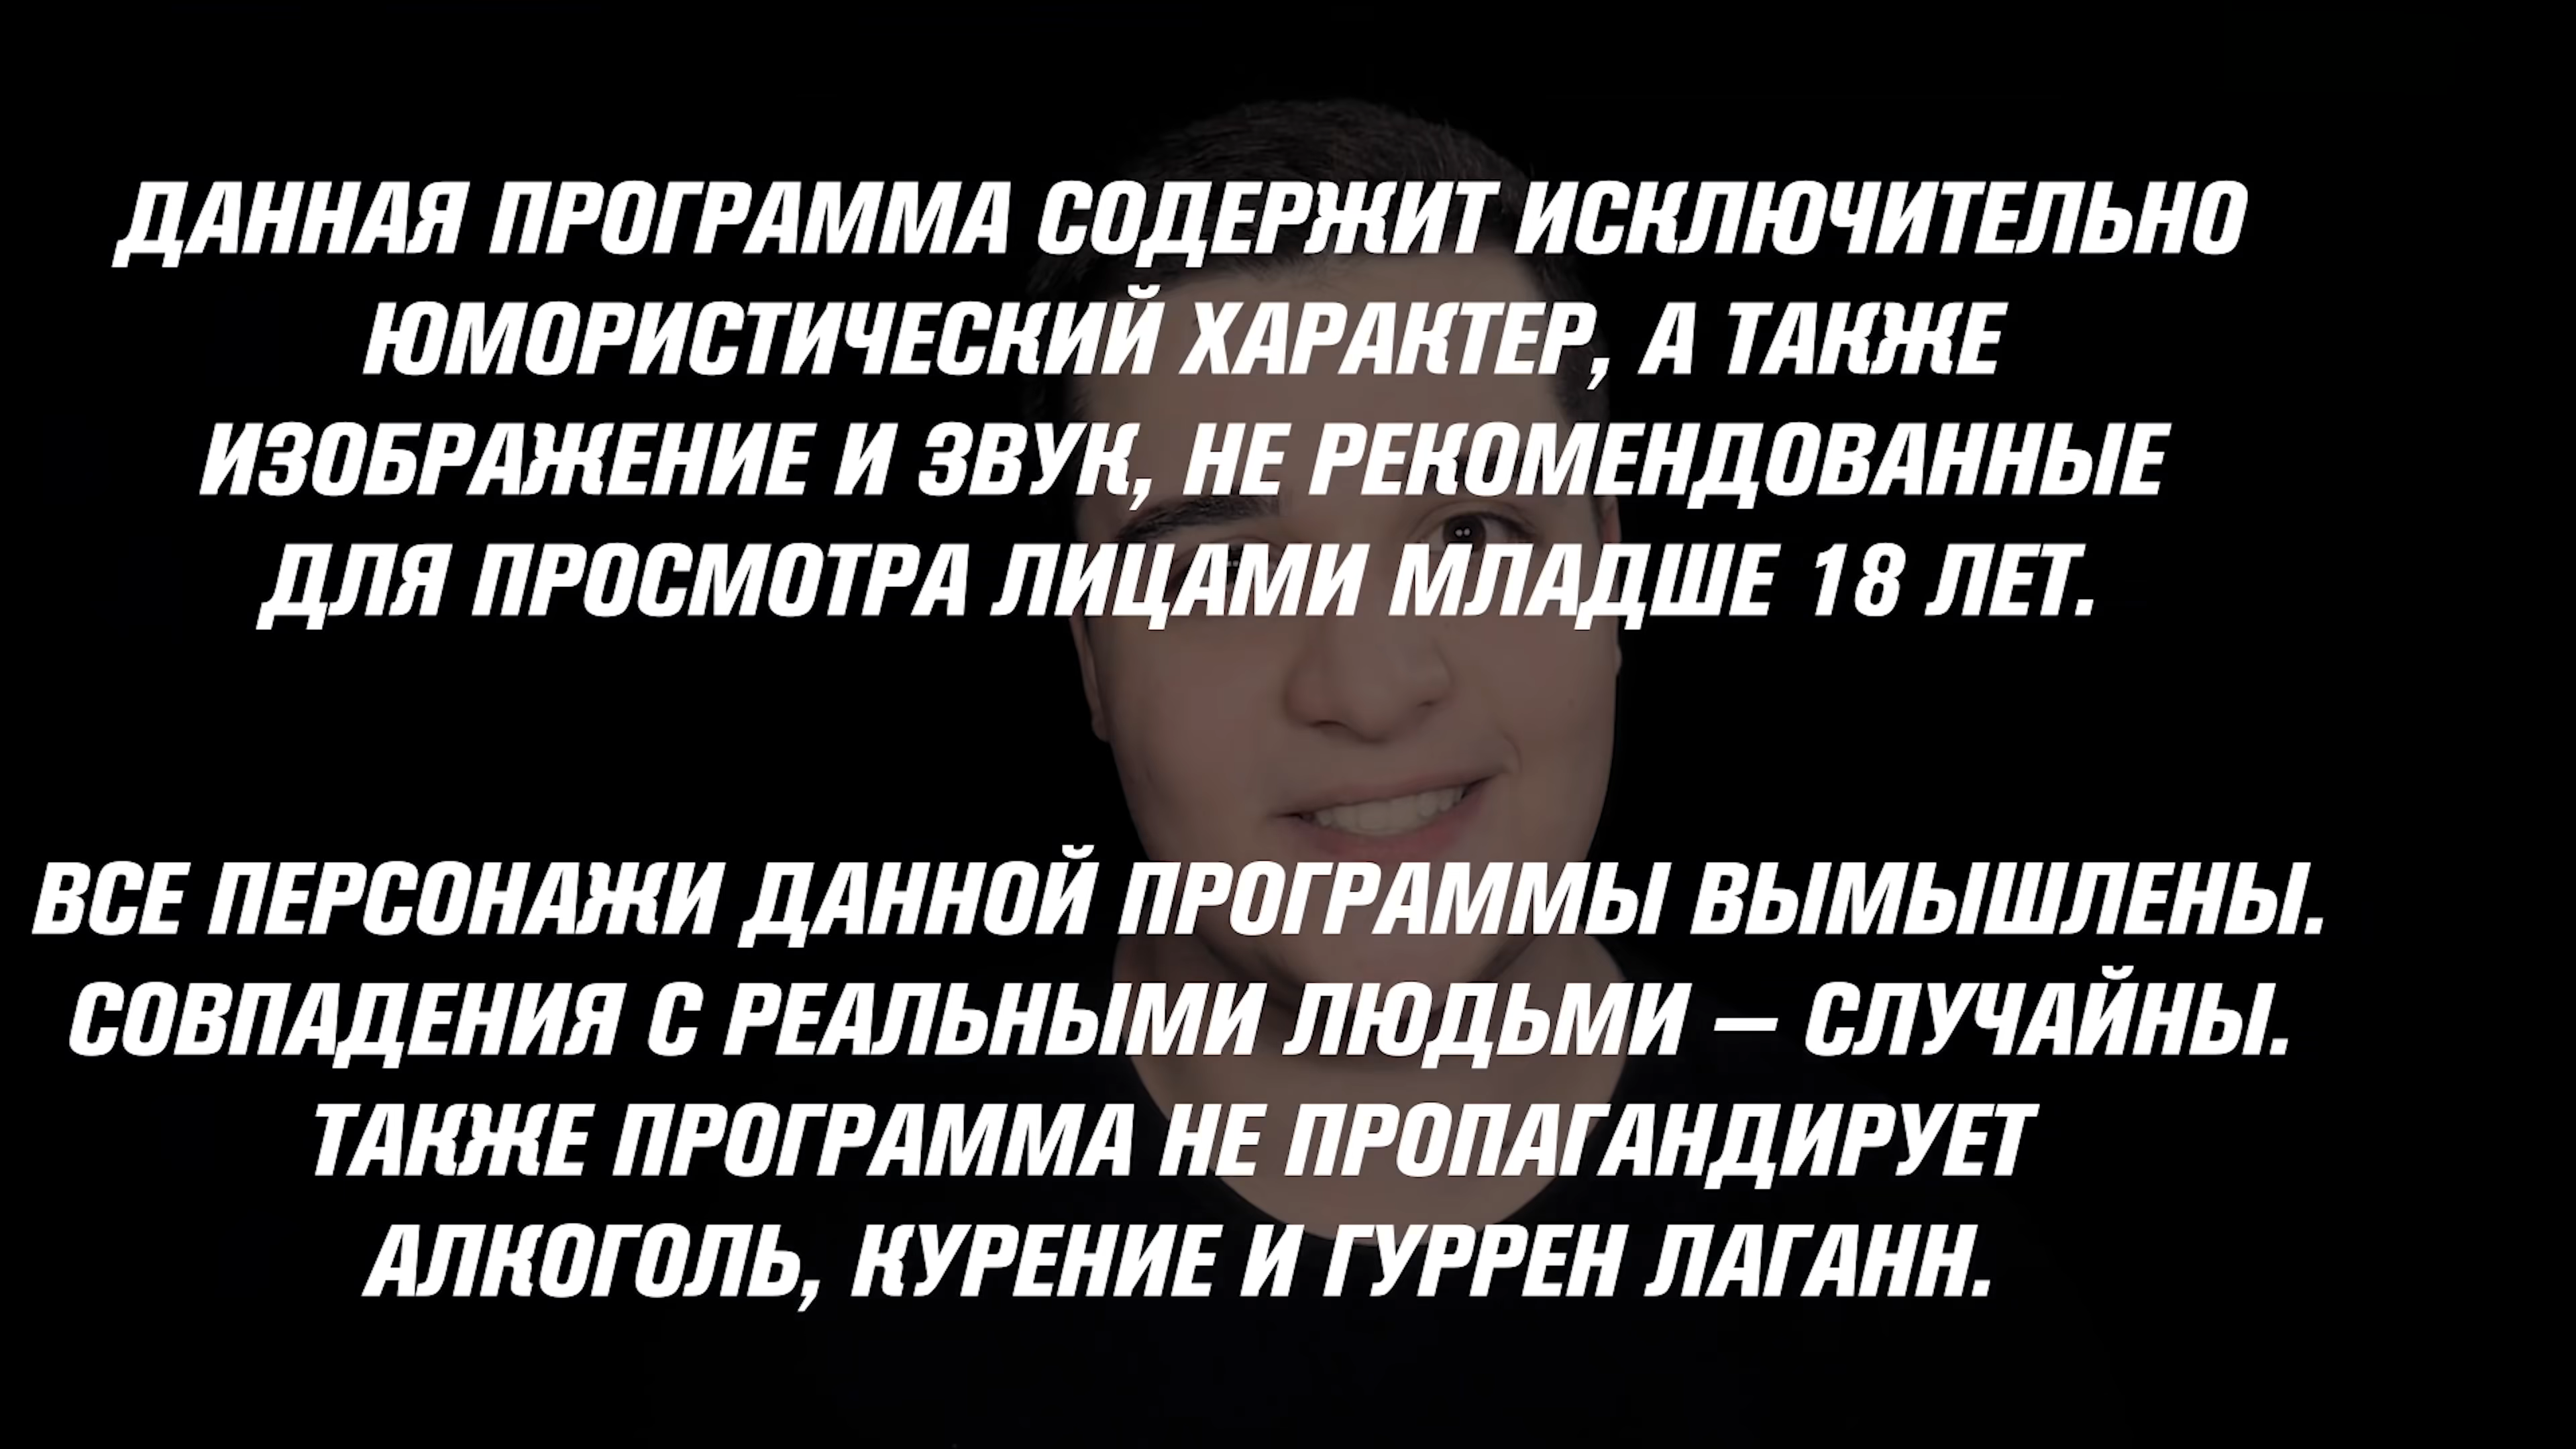 ДАННАЯ ПРОГРАММА СОДЕРЖИТ ИСКЛЮЧИТЕЛЬНО
ЮМОРИСТИЧЕСКИЙ ХАРАКТЕР, А ТАКЖЕ
ИЗОБРАЖЕНИЕ И ЗВУК, НЕ РЕКОМЕНДОВАННЫЕ
ДЛЯ ПРОСМОТРА ЛИЦАМИ МЛАДШЕ 18 ЛЕТ.
ВСЕ ПЕРСОНАЖИ ДАННОЙ ПРОГРАММЫ ВЫМЫШЛЕНЫ.
СОВПАДЕНИЯ С РЕАЛЬНЫМИ ЛЮДЬМИ – СЛУЧАЙНЫ.
ТАКЖЕ ПРОГРАММА НЕ ПРОПАГАНДИРУЕТ
АЛКОГОЛЬ, КУРЕНИЕ И ГУРРЕН ЛАГАНН.